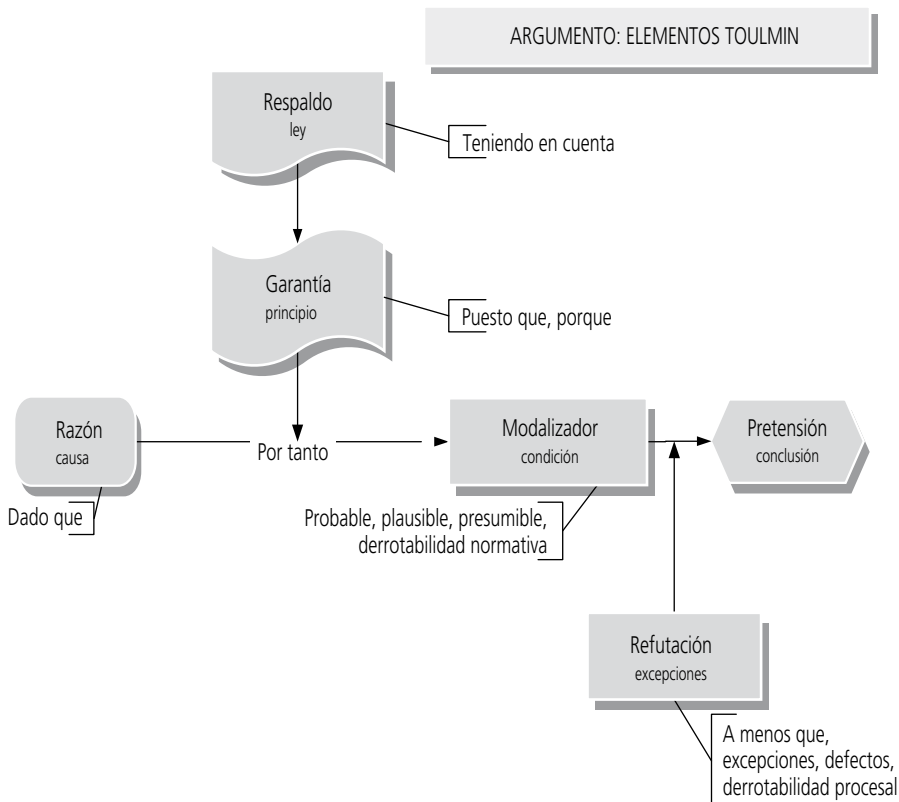 ARGUMENTO: ELEMENTOS TOULMIN
Respaldo
ley
Teniendo en cuenta
Garantía
principio
Puesto que, porque
Razón
causa
Dado que
Por tanto
Modalizador
condición
Probable, plausible, presumible,
derrotabilidad normativa
Pretensión
conclusión
Refutación
excepciones
A menos que,
excepciones, defectos,
derrotabilidad procesal